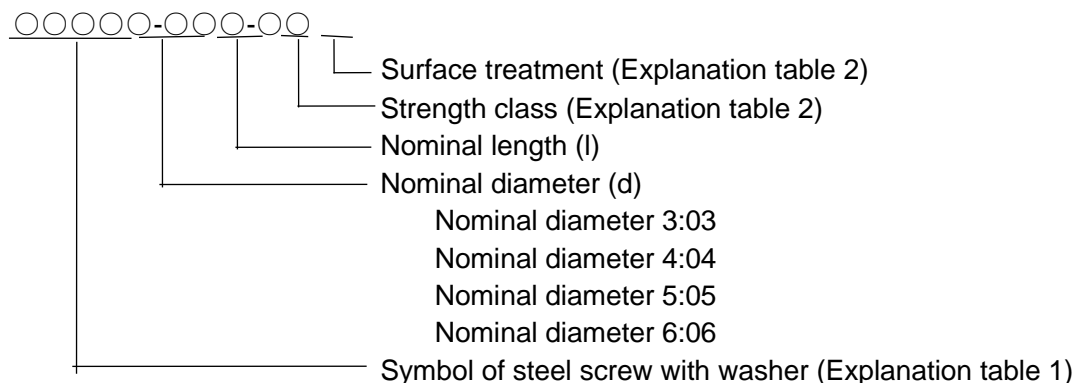 ○○○○○-○○○-○○
Surface treatment (Explanation table 2)
Strength class (Explanation table 2)
Nominal length (l)
Nominal diameter (d)
Nominal diameter 3:03
Nominal diameter 4:04
Nominal diameter 5:05
Nominal diameter 6:06
Symbol of steel screw with washer (Explanation table 1)